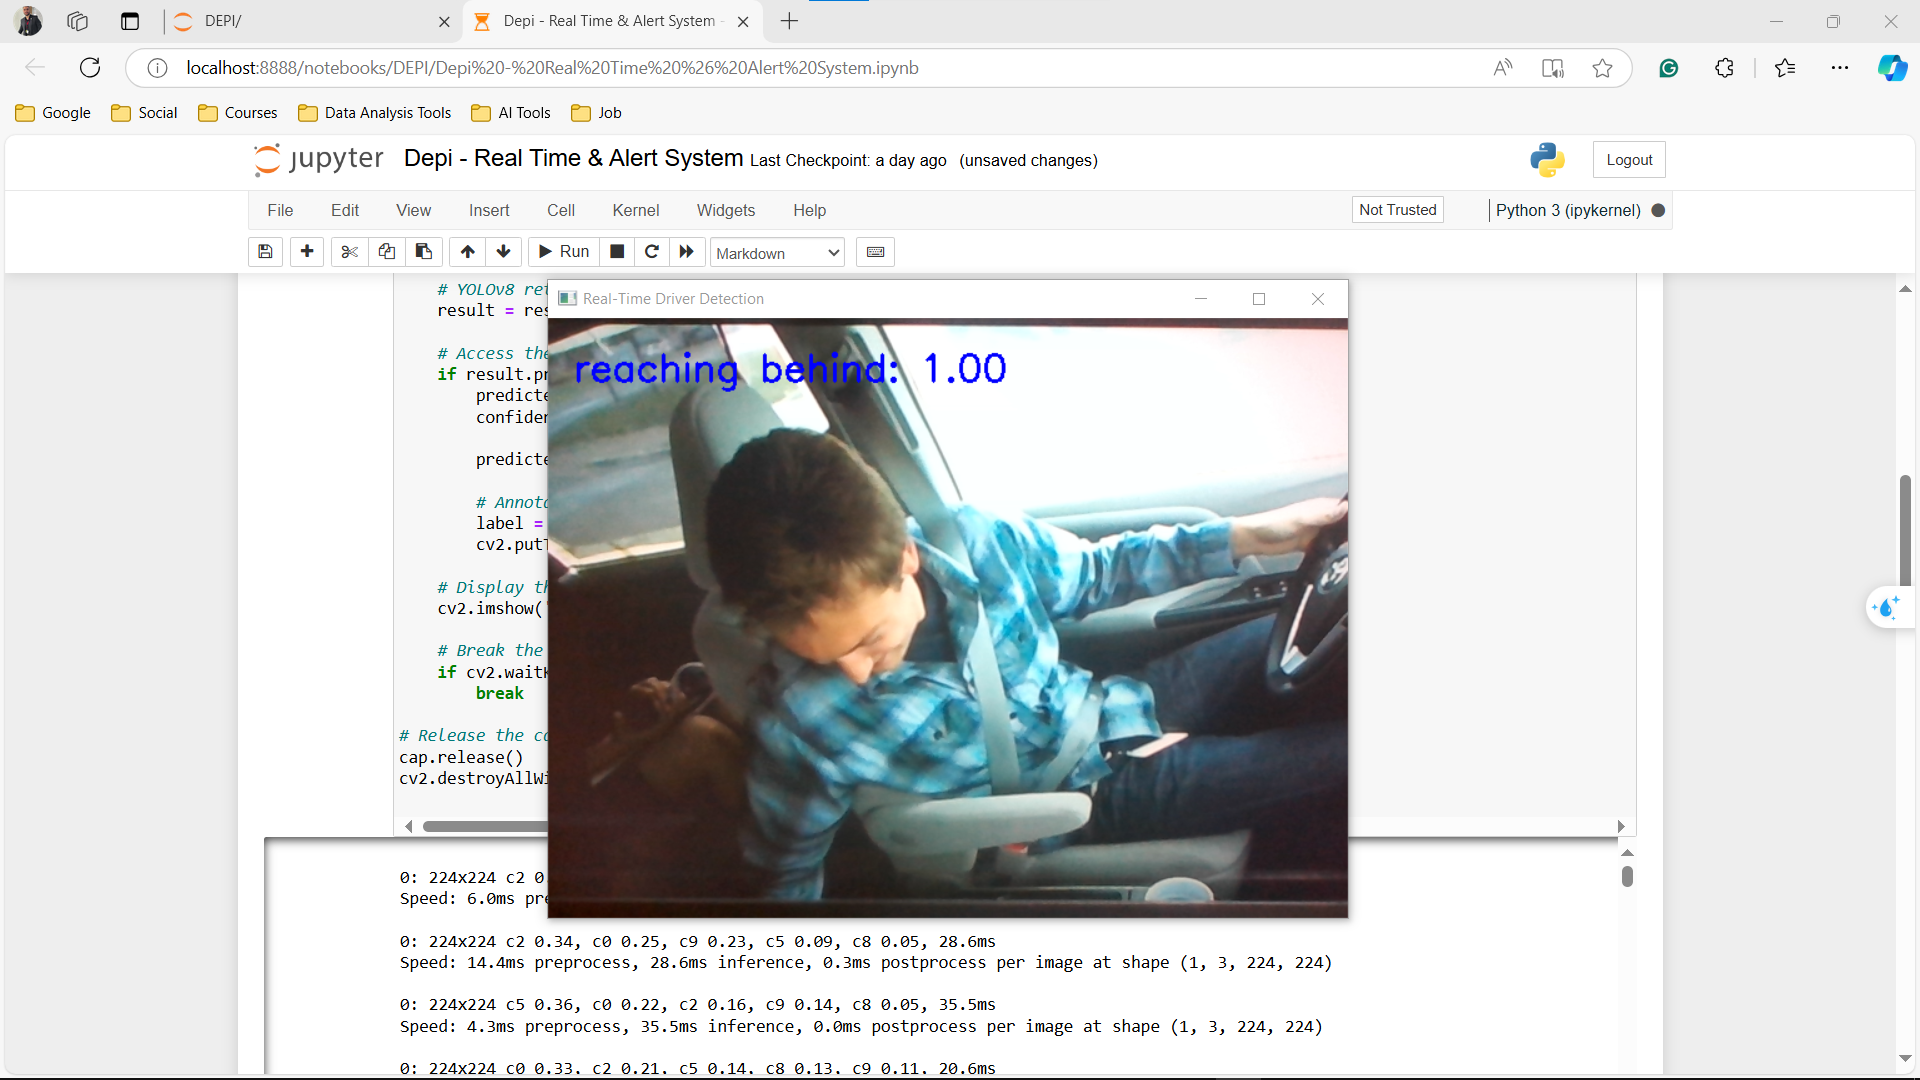 DEPI/
Depi - Real Time & Alert System -
localhost:8888/notebooks/DEPI/Depi%20-%20Real%20Time%20%26%20Alert%20System.ipynb
Google Social Courses Data Analysis Tools AI Tools Job
jupyter Depi - Real Time & Alert System Last Checkpoint: a day ago (unsaved changes)
Logout
File Edit View Insert Cell Kernel Widgets Help
Not Trusted Python 3 (ipykernel)
Run Markdown
# YOLOv8 ret
result = res
# Access the
if result.pr
predicte
confiden
predicte
# Annota
label =
cv2.putT
# Display th
cv2.imshow('
# Break the
if cv2.waitK
break
# Release the ca
cap.release()
cv2.destroyAllWi
Real-Time Driver Detection
reaching behind: 1.00
0: 224x224 c2 0.
Speed: 6.0ms pre
0: 224x224 c2 0.34, c0 0.25, c9 0.23, c5 0.09, c8 0.05, 28.6ms
Speed: 14.4ms preprocess, 28.6ms inference, 0.3ms postprocess per image at shape (1, 3, 224, 224)
0: 224x224 c5 0.36, c0 0.22, c2 0.16, c9 0.14, c8 0.05, 35.5ms
Speed: 4.3ms preprocess, 35.5ms inference, 0.0ms postprocess per image at shape (1, 3, 224, 224)
0: 224x224 c0 0.33, c2 0.21, c5 0.14, c8 0.13, c9 0.11, 20.6ms